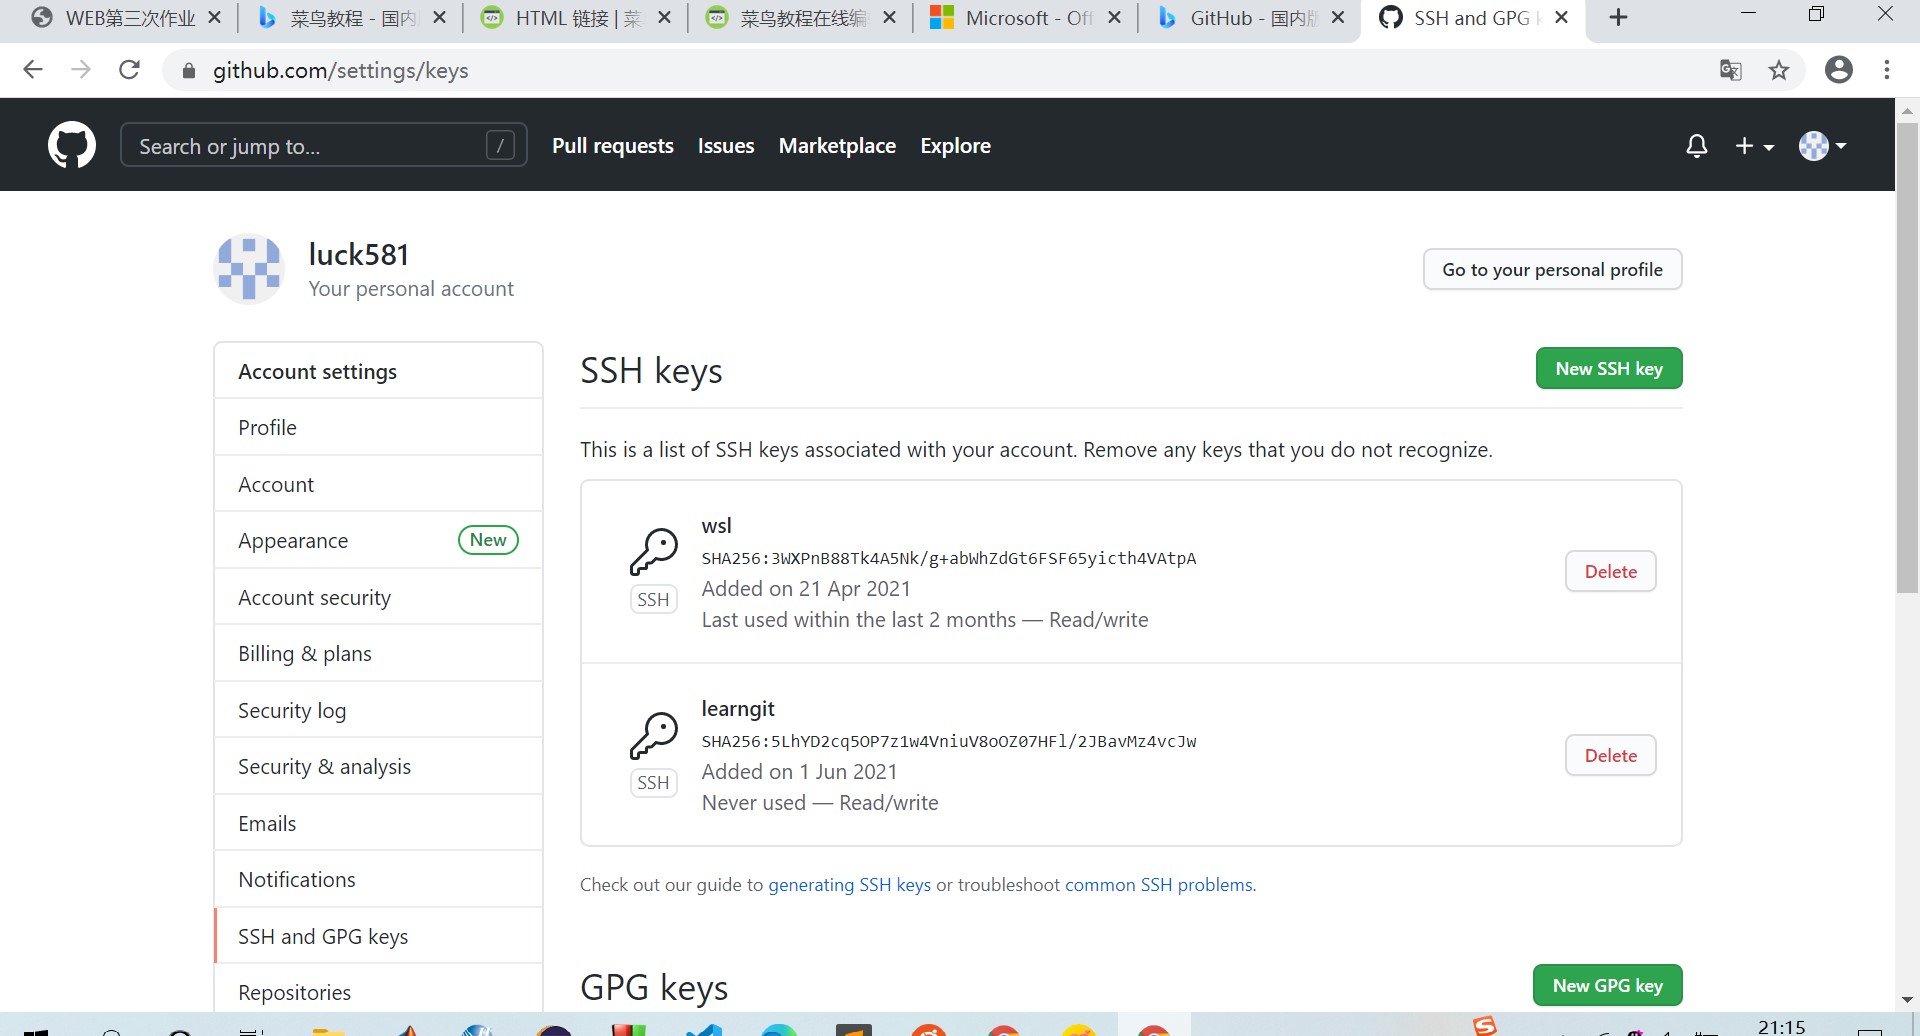 WEB第三次作业
菜鸟教程 - 国内
HTML 链接 | 菜
菜鸟教程在线编
Microsoft - Off
GitHub - 国内版
SSH and GPG k
github.com/settings/keys
Search or jump to...
/
Pull requests
Issues
Marketplace
Explore
luck581
Your personal account
Go to your personal profile
Account settings
Profile
Account
Appearance
New
Account security
Billing & plans
Security log
Security & analysis
Emails
Notifications
SSH and GPG keys
Repositories
SSH keys
New SSH key
This is a list of SSH keys associated with your account. Remove any keys that you do not recognize.
wsl
SHA256:3WXPnB88Tk4A5Nk/g+abWhZdGt6FSF65yicth4VAtpA
Added on 21 Apr 2021
Last used within the last 2 months — Read/write
SSH
Delete
learngit
SHA256:5LhYD2cq5OP7z1w4VniuV8oOZ07HFl/2JBavMz4vcJw
Added on 1 Jun 2021
Never used — Read/write
SSH
Delete
Check out our guide to generating SSH keys or troubleshoot common SSH problems.
GPG keys
New GPG key
21:15